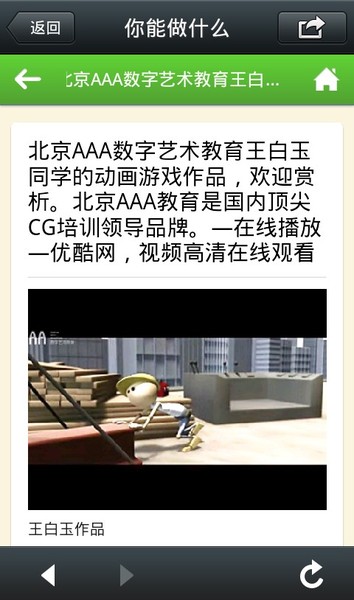 返回
你能做什么
北京AAA数字艺术教育王白...
北京AAA数字艺术教育王白玉
同学的动画游戏作品，欢迎赏
析。北京AAA教育是国内顶尖
CG培训领导品牌。—在线播放
—优酷网，视频高清在线观看
AA
王白玉作品